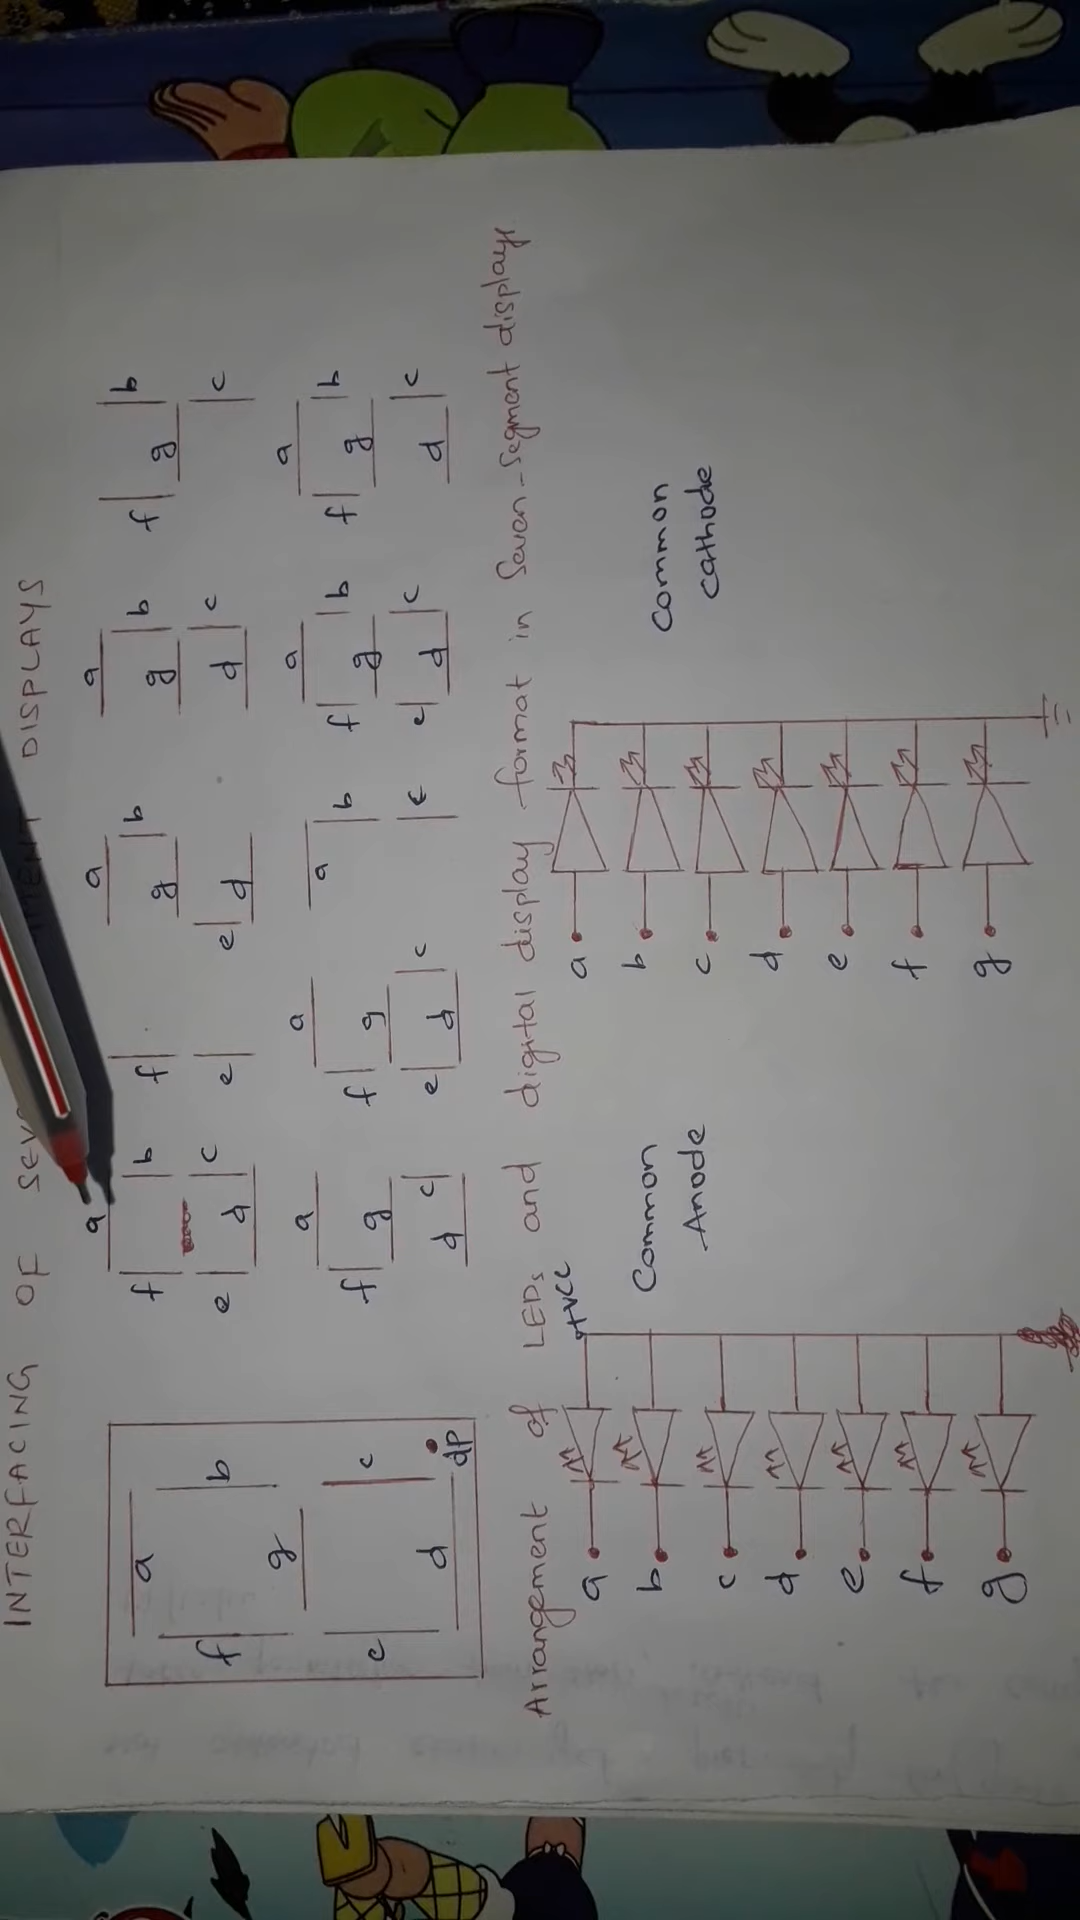 INTERFACING OF SEV MENT DISPLAYS
a
f b
g
e c
d
dp
a
f b
e d c
f
e
a
g b
e d
a
g b
d c
f b
g
c
a
f
g
d c
a
f
g
e d c
a b
c
a
f g b
e d c
a
f g b
d c
Arrangement of LEDs and digital display format in Seven-Segment displays
+VCC
a
b
c
d
e
f
g
Common
Anode
a
b
c
d
e
f
g
Common
Cathode